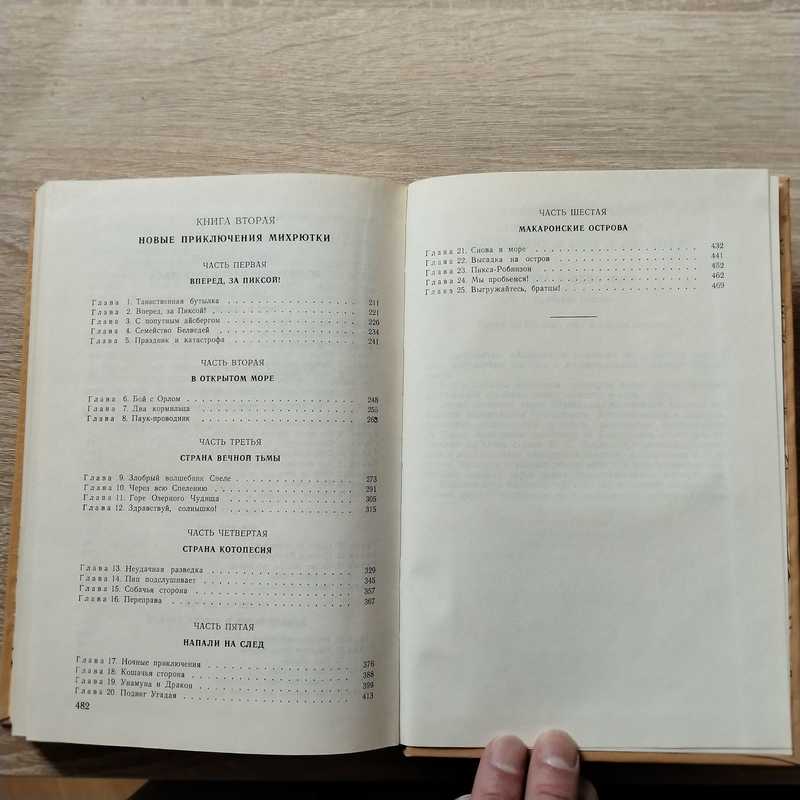 КНИГА ВТОРАЯ
НОВЫЕ ПРИКЛЮЧЕНИЯ МИХРЮТКИ
ЧАСТЬ ПЕРВАЯ
ВПЕРЕД, ЗА ПИКСОЙ!
Глава 1. Таинственная бутылка . . . . . . . . . . . . . 211
Глава 2. Вперед, за Пиксой! . . . . . . . . . . . . . . 221
Глава 3. С попутным айсбергом . . . . . . . . . . . . . 226
Глава 4. Семейство Белведей . . . . . . . . . . . . . . 234
Глава 5. Праздник и катастрофа . . . . . . . . . . . . . 241
ЧАСТЬ ВТОРАЯ
В ОТКРЫТОМ МОРЕ
Глава 6. Бой с Орлом . . . . . . . . . . . . . . . . . 248
Глава 7. Два кормильца . . . . . . . . . . . . . . . . 255
Глава 8. Паук-проводник . . . . . . . . . . . . . . . . 263
ЧАСТЬ ТРЕТЬЯ
СТРАНА ВЕЧНОЙ ТЬМЫ
Глава 9. Злобрый волшебник Спеле . . . . . . . . . . . . 273
Глава 10. Через всю Спелению . . . . . . . . . . . . . . 291
Глава 11. Горе Озерного Чудища . . . . . . . . . . . . . 305
Глава 12. Здравствуй, солнышко! . . . . . . . . . . . . . 315
ЧАСТЬ ЧЕТВЕРТАЯ
СТРАНА КОТОПЕСИЯ
Глава 13. Неудачная разведка . . . . . . . . . . . . . . 329
Глава 14. Пип подслушивает . . . . . . . . . . . . . . . 345
Глава 15. Собачья сторона . . . . . . . . . . . . . . . 357
Глава 16. Переправа . . . . . . . . . . . . . . . . . . 367
ЧАСТЬ ПЯТАЯ
НАПАЛИ НА СЛЕД
Глава 17. Ночные приключения . . . . . . . . . . . . . . 376
Глава 18. Кошачья сторона . . . . . . . . . . . . . . . 388
Глава 19. Унамуна и Дракон . . . . . . . . . . . . . . . 399
Глава 20. Подвиг Угадая . . . . . . . . . . . . . . . . 413
482
ЧАСТЬ ШЕСТАЯ
МАКАРОНСКИЕ ОСТРОВА
Глава 21. Снова в море . . . . . . . . . . . . . . . . 432
Глава 22. Высадка на остров . . . . . . . . . . . . . . 441
Глава 23. Пикса-Робинзон . . . . . . . . . . . . . . . 452
Глава 24. Мы пробьемся! . . . . . . . . . . . . . . . . 462
Глава 25. Выгружайтесь, братцы! . . . . . . . . . . . . . 469